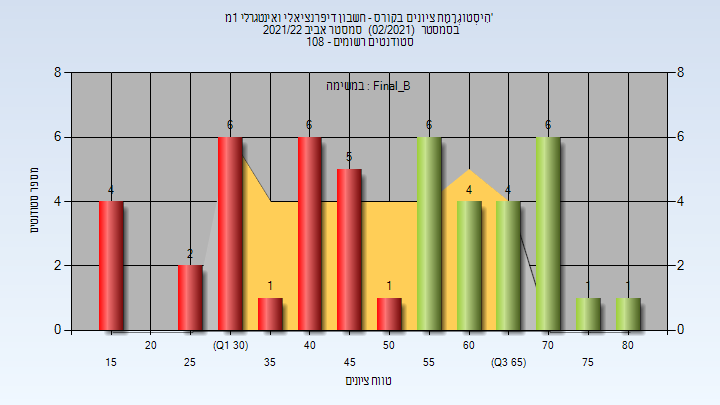 'הִיסְטוֹגְרָמַת ציונים בקורס - חשבון דיפרנציאלי ואינטגרלי 1מ
בסמסטר (02/2021) סמסטר אביב 2021/22
סטודנטים רשומים - 108
במשימה : Final_B
מספר סטודנטים
8 8
6 6
4 4
2 2
0 0
4 2 6 1 6 5 1 6 4 4 6 1 1
20 (Q1 30) 40 50 60 70 80
15 25 35 45 55 (Q3 65) 75
טווח ציונים